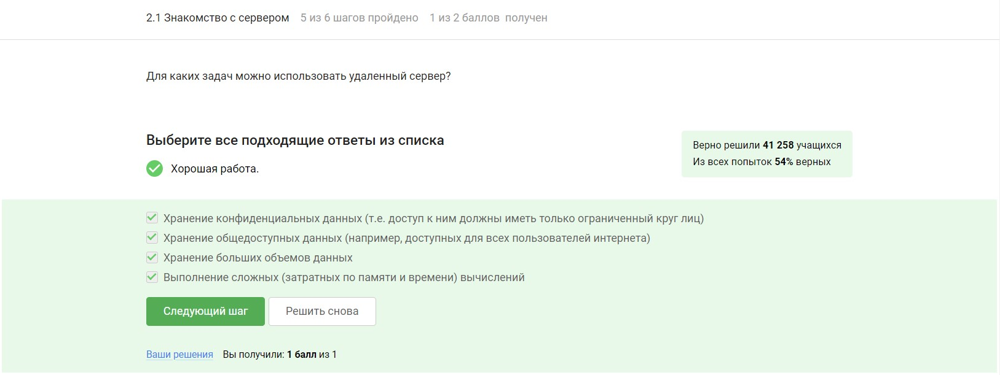 2.1 Знакомство с сервером 5 из 6 шагов пройдено 1 из 2 баллов получен
Для каких задач можно использовать удаленный сервер?
Выберите все подходящие ответы из списка
Хорошая работа.
Верно решили 41 258 учащихся
Из всех попыток 54% верных
Хранение конфиденциальных данных (т.е. доступ к ним должны иметь только ограниченный круг лиц)
Хранение общедоступных данных (например, доступных для всех пользователей интернета)
Хранение больших объемов данных
Выполнение сложных (затратных по памяти и времени) вычислений
Следующий шаг Решить снова
Ваши решения Вы получили: 1 балл из 1